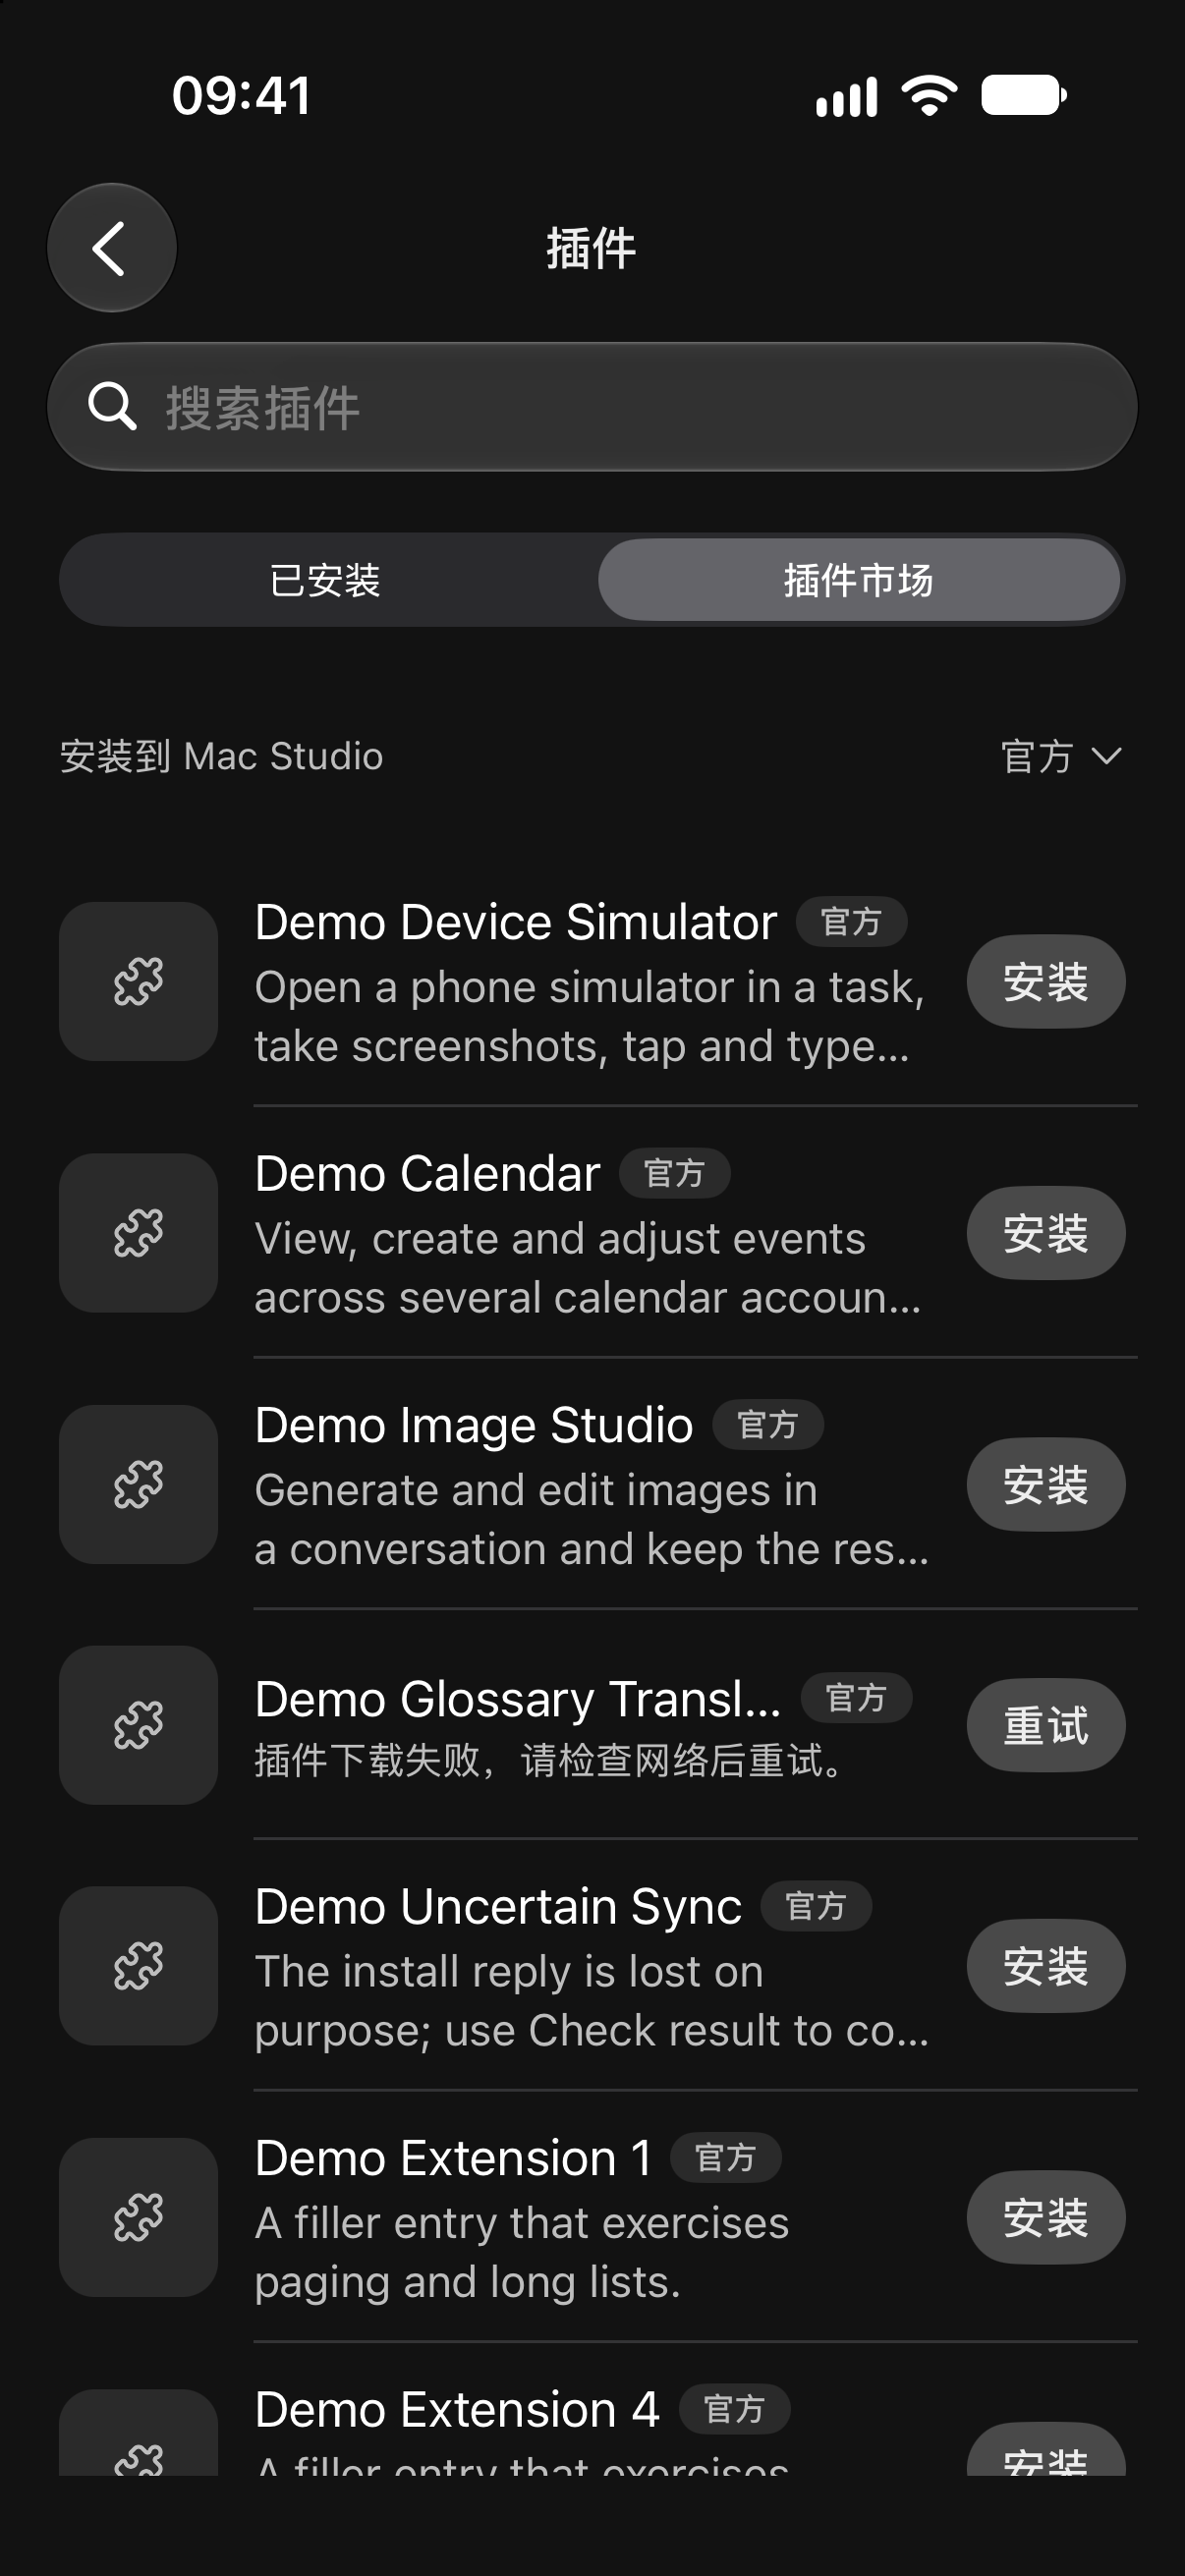 09:41
插件
搜索插件
已安装
插件市场
安装到 Mac Studio
官方
Demo Device Simulator 官方
Open a phone simulator in a task,
take screenshots, tap and type...
安装
Demo Calendar 官方
View, create and adjust events
across several calendar accoun...
安装
Demo Image Studio 官方
Generate and edit images in
a conversation and keep the res...
安装
Demo Glossary Transl... 官方
插件下载失败，请检查网络后重试。
重试
Demo Uncertain Sync 官方
The install reply is lost on
purpose; use Check result to co...
安装
Demo Extension 1 官方
A filler entry that exercises
paging and long lists.
安装
Demo Extension 4 官方
A filler entry that exercises
安装